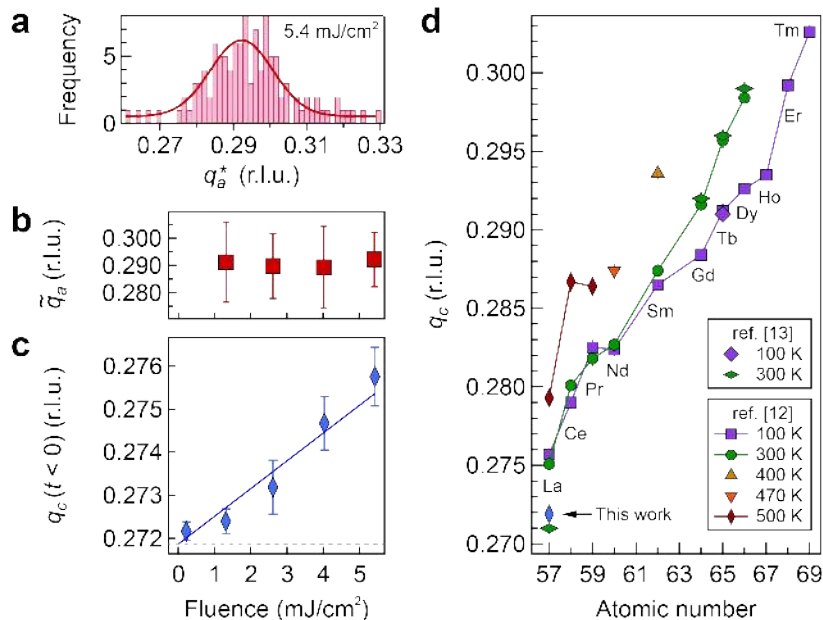 a
5.4 mJ/cm²
Frequency
5
0
0.27
0.29
0.31
0.33
q*a (r.l.u.)
b
q̃a (r.l.u.)
0.300
0.290
0.280
c
qc (t < 0) (r.l.u.)
0.276
0.275
0.274
0.273
0.272
0
1
2
3
4
5
Fluence (mJ/cm²)
d
qc (r.l.u.)
0.300
0.295
0.290
0.285
0.280
0.275
0.270
Tm
Er
Ho
Dy
Tb
Gd
Sm
Nd
Pr
Ce
La
This work
ref. [13]
100 K
300 K
ref. [12]
100 K
300 K
400 K
470 K
500 K
57
59
61
63
65
67
69
Atomic number